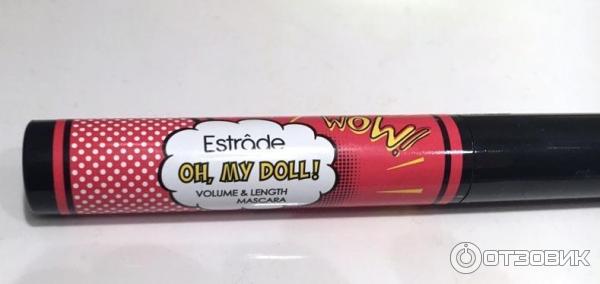 Estrâde
OH, MY DOLL!
VOLUME & LENGTH
MASCARA
WOW!
ОТЗОВИК